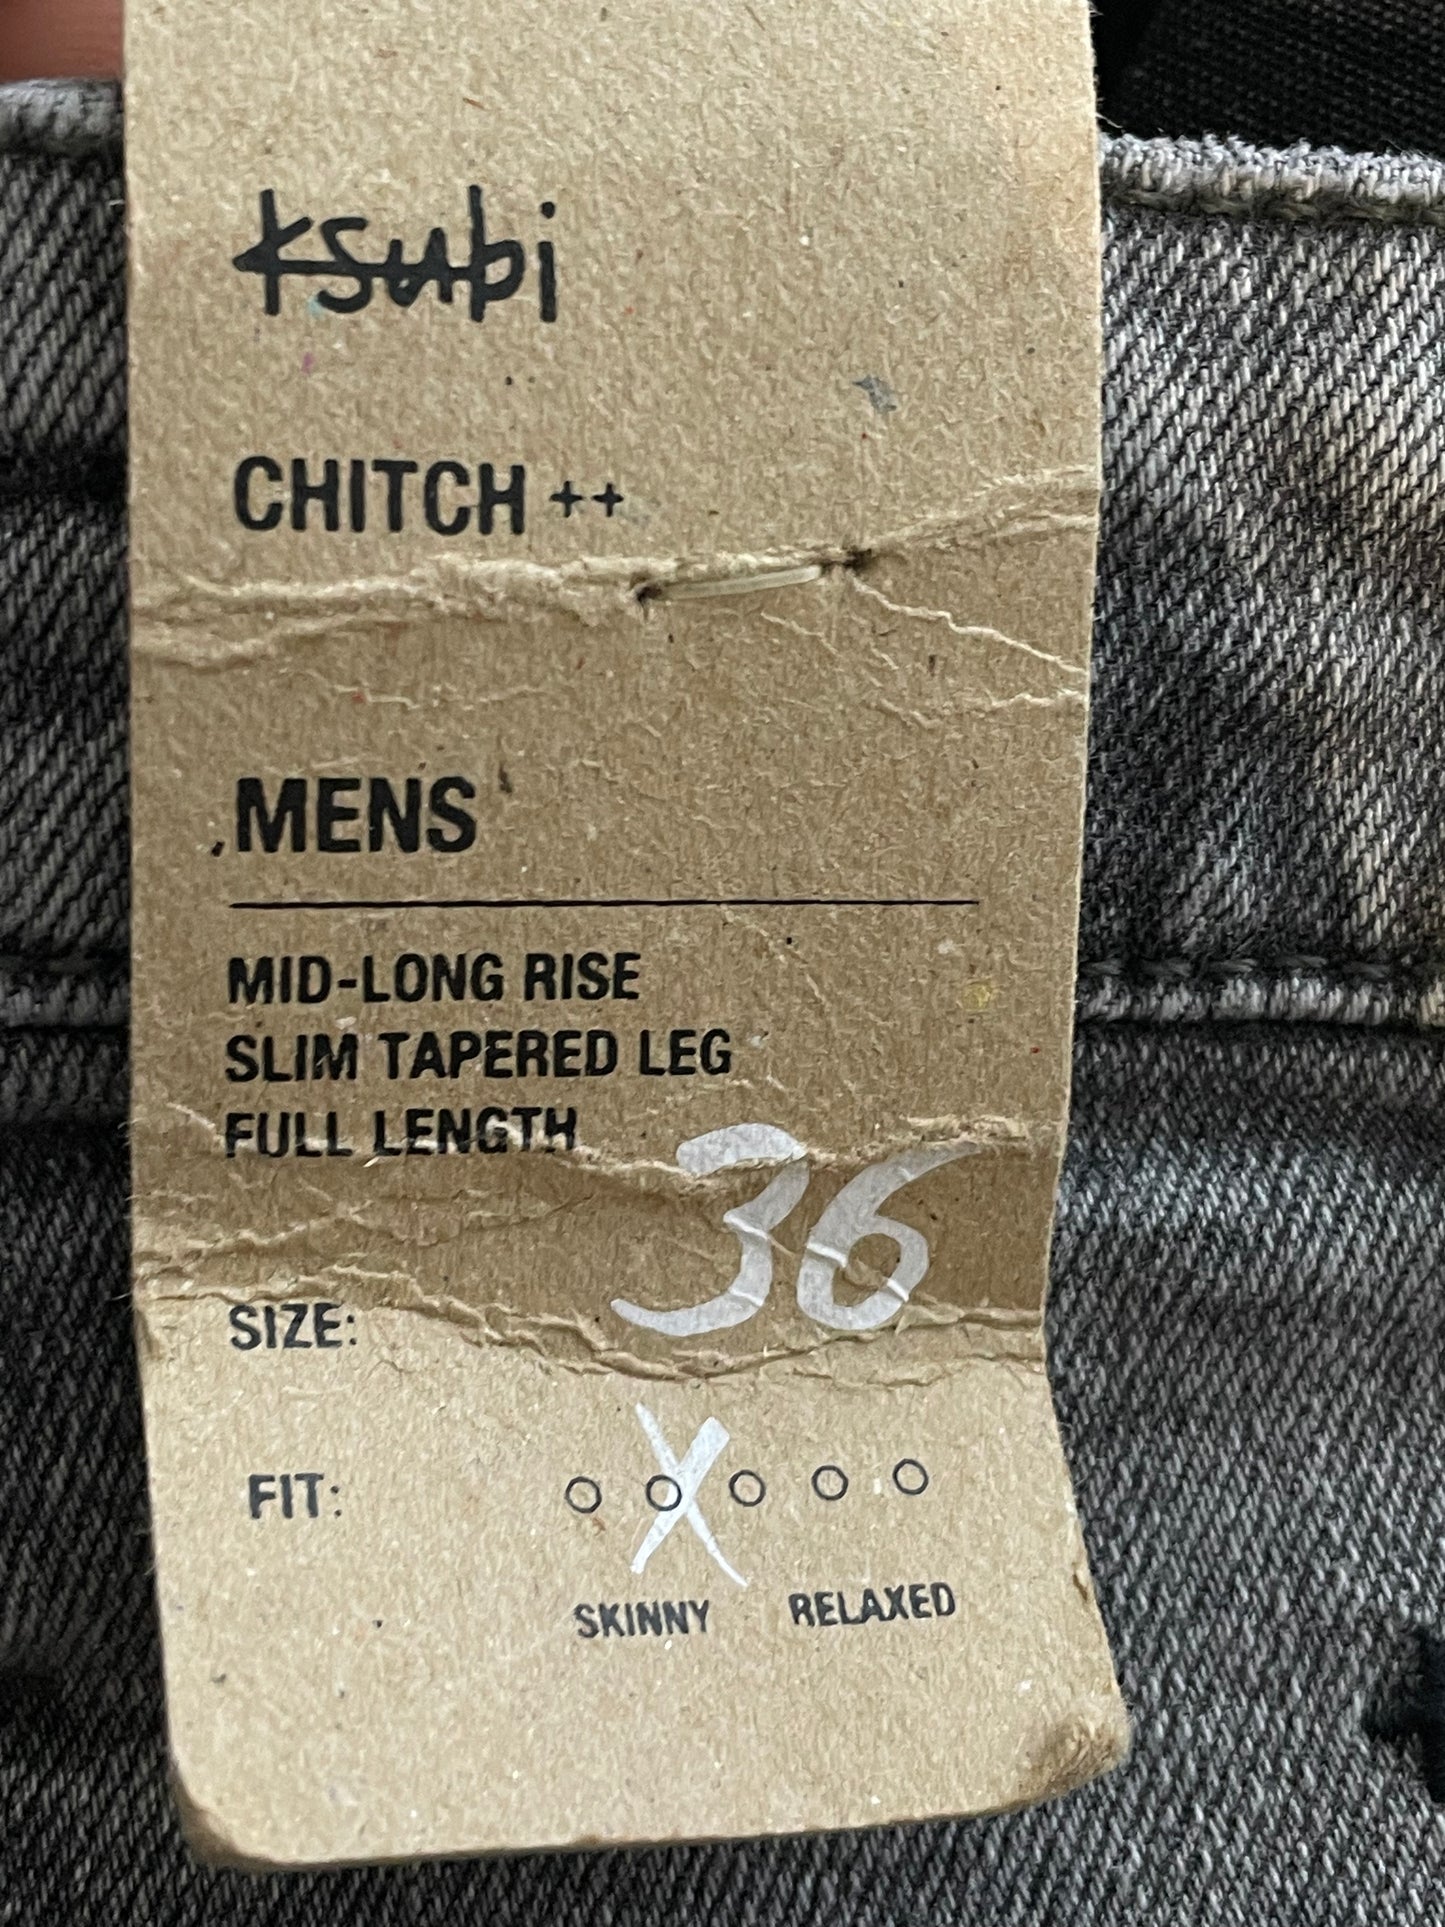 ksubi
CHITCH ++
MENS
MID-LONG RISE
SLIM TAPERED LEG
FULL LENGTH
SIZE: 36
FIT: X
SKINNY RELAXED